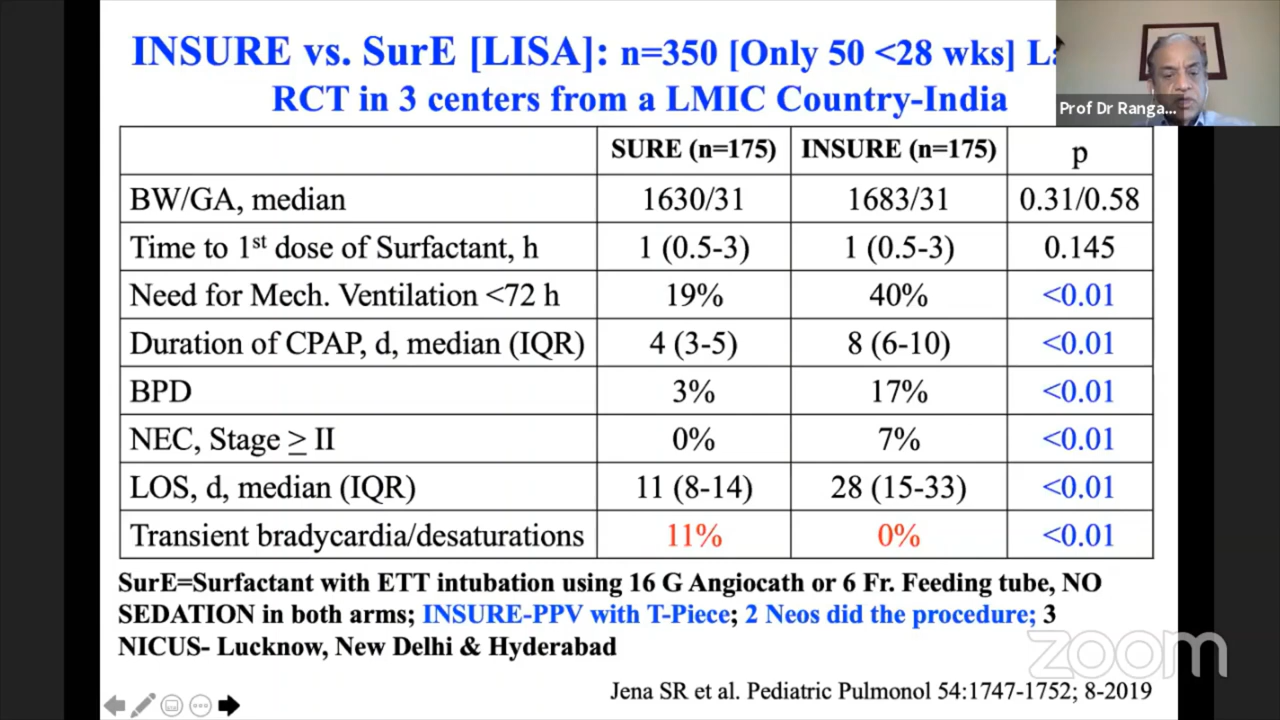 INSURE vs. SurE [LISA]: n=350 [Only 50 <28 wks]
RCT in 3 centers from a LMIC Country-India
Prof Dr Ranga...
SURE (n=175) INSURE (n=175) p
BW/GA, median 1630/31 1683/31 0.31/0.58
Time to 1st dose of Surfactant, h 1 (0.5-3) 1 (0.5-3) 0.145
Need for Mech. Ventilation <72 h 19% 40% <0.01
Duration of CPAP, d, median (IQR) 4 (3-5) 8 (6-10) <0.01
BPD 3% 17% <0.01
NEC, Stage ≥ II 0% 7% <0.01
LOS, d, median (IQR) 11 (8-14) 28 (15-33) <0.01
Transient bradycardia/desaturations 11% 0% <0.01
SurE=Surfactant with ETT intubation using 16 G Angiocath or 6 Fr. Feeding tube, NO
SEDATION in both arms; INSURE-PPV with T-Piece; 2 Neos did the procedure; 3
NICUS- Lucknow, New Delhi & Hyderabad
zoom
Jena SR et al. Pediatric Pulmonol 54:1747-1752; 8-2019